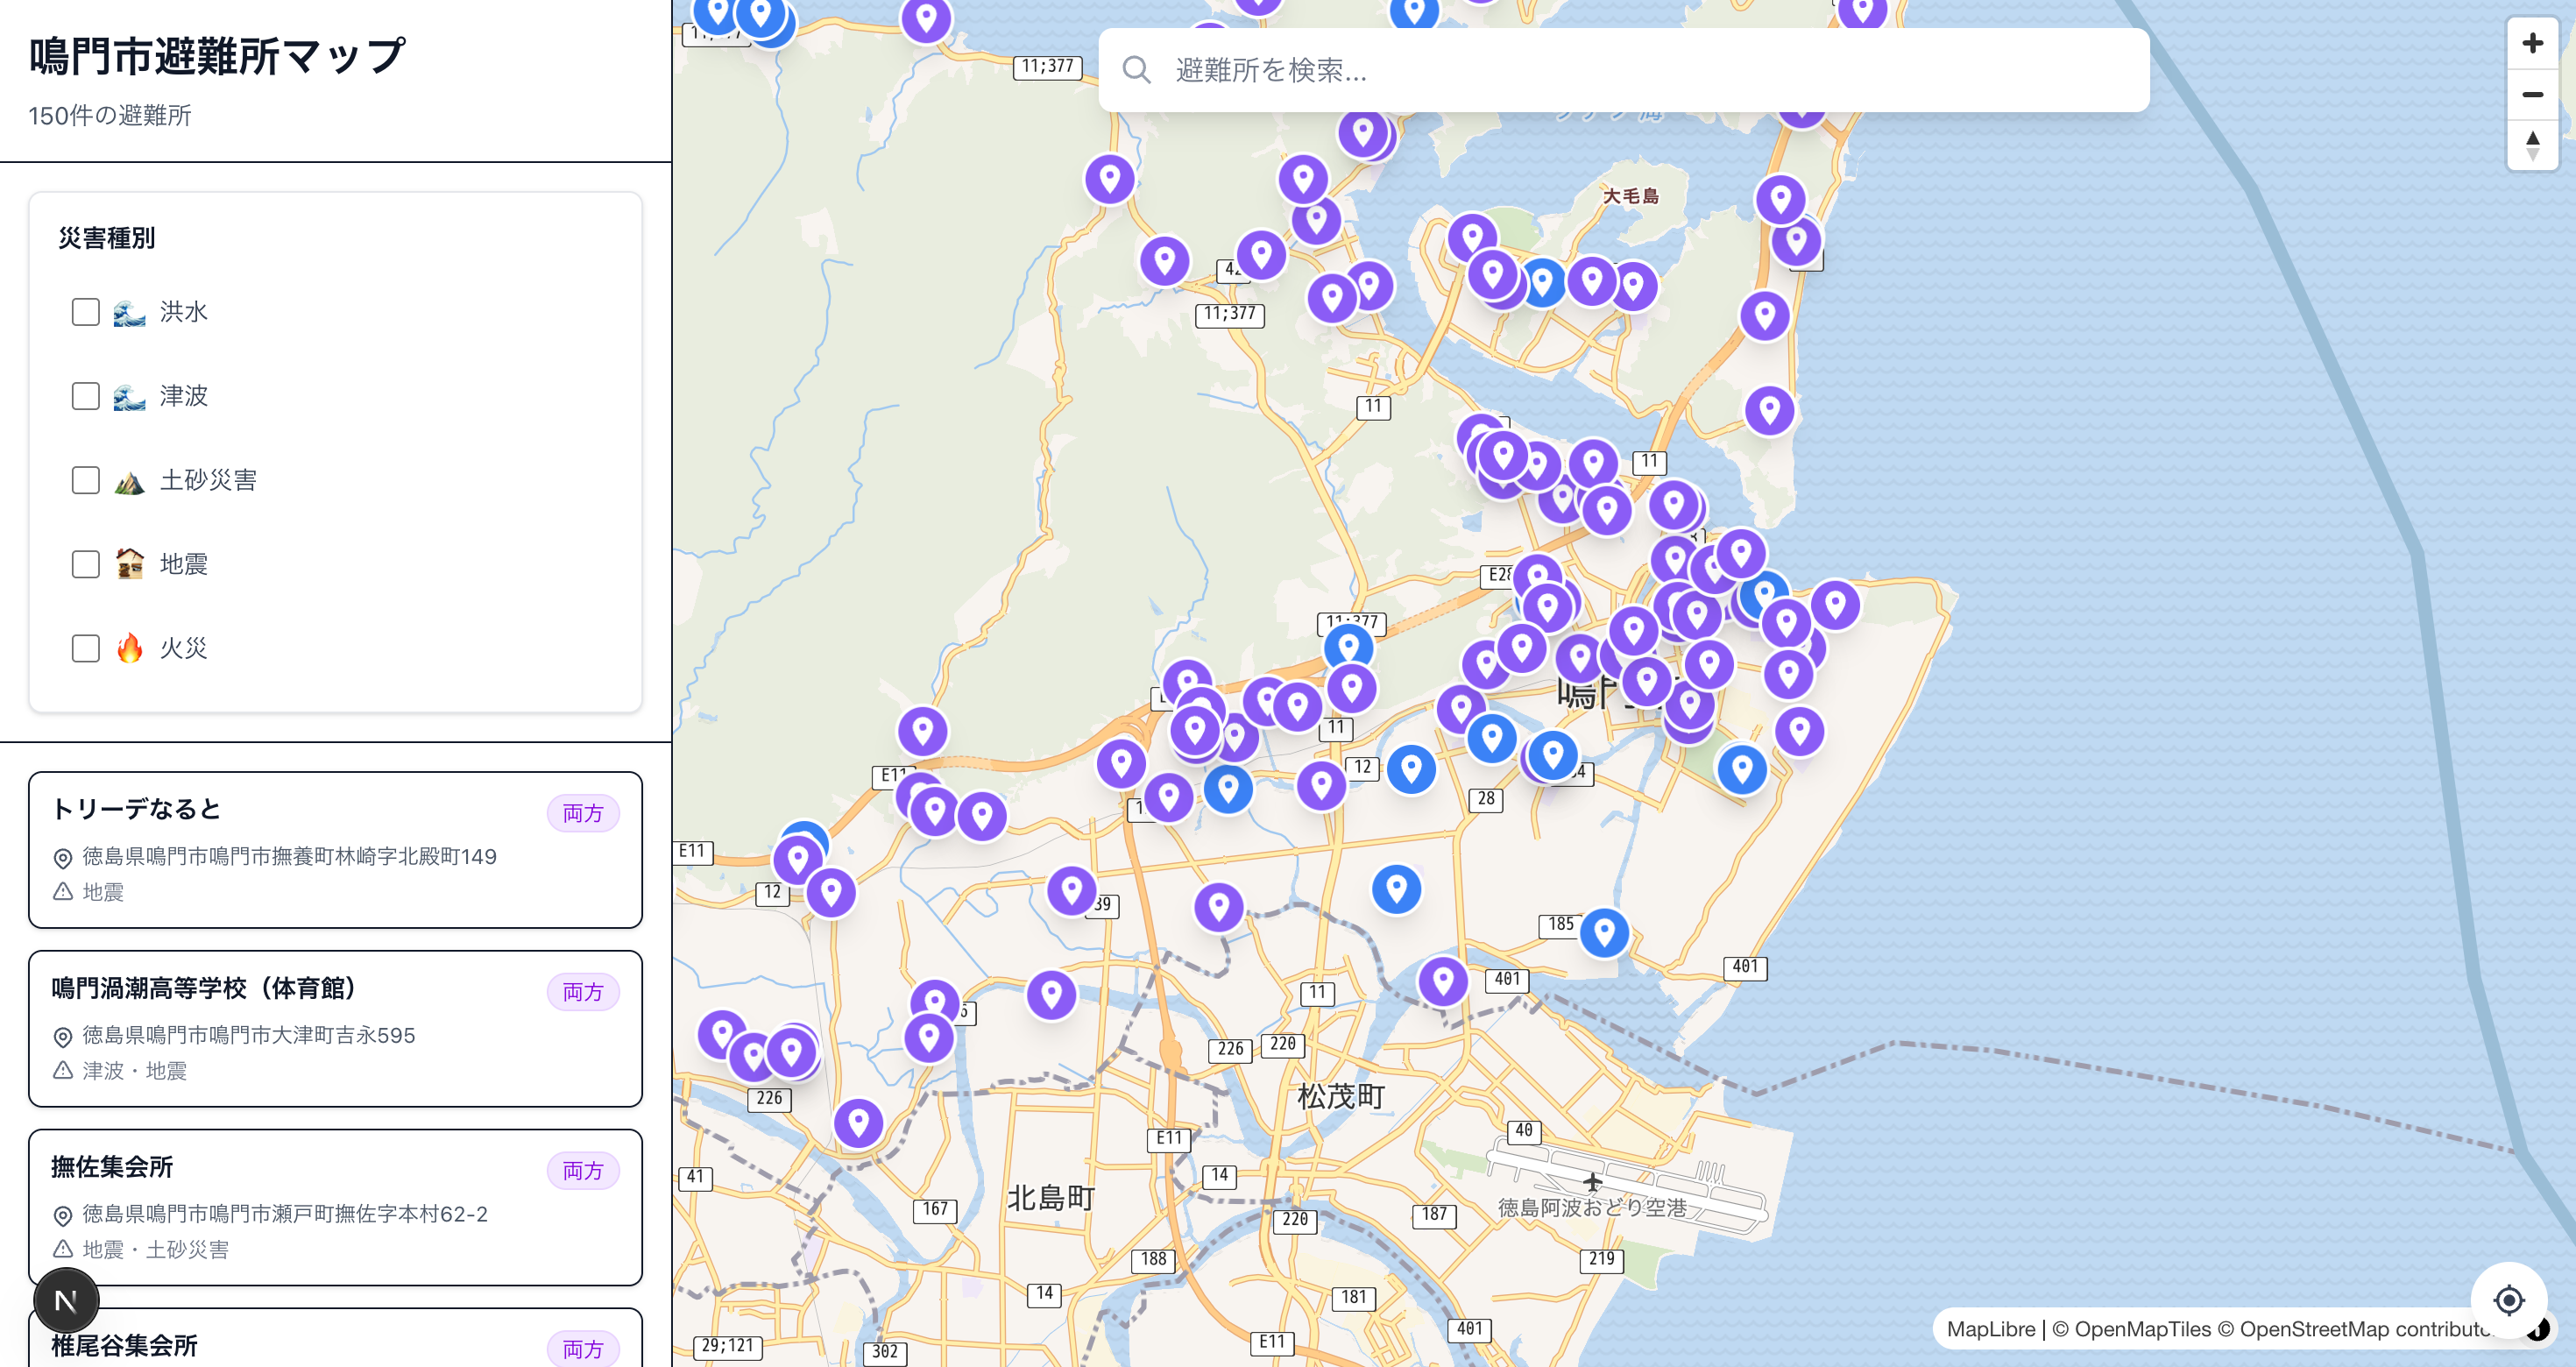 鳴門市避難所マップ
150件の避難所
災害種別
洪水
津波
土砂災害
地震
火災
トリーデなると
両方
徳島県鳴門市鳴門市撫養町林崎字北殿町149
地震
鳴門渦潮高等学校（体育館）
両方
徳島県鳴門市鳴門市大津町吉永595
津波・地震
撫佐集会所
両方
徳島県鳴門市鳴門市瀬戸町撫佐字本村62-2
地震・土砂災害
椎尾谷集会所
両方
N
避難所を検索...
11;377
大毛島
11;377
11
11
E28
11;377
11
E11
12
28
E11
12
39
185
401
401
11
226
220
226
松茂町
40
E11
14
41
北島町
徳島阿波おどり空港
167
220
187
188
219
14
181
401
29;121
302
E11
MapLibre | © OpenMapTiles © OpenStreetMap